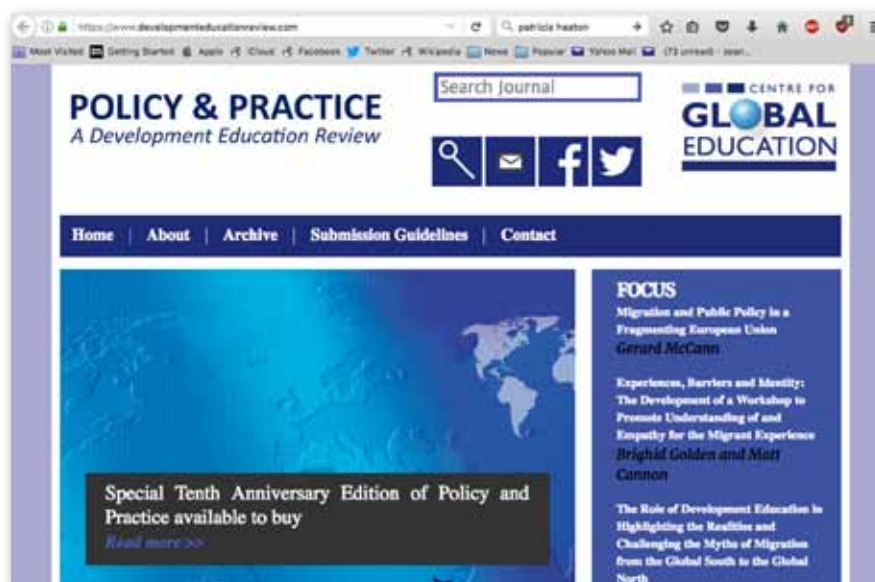 https://www.developmenteducationreview.com
patricia heaton
Most Visited Getting Started Apple iCloud Facebook Twitter Wikipedia News Popular Yahoo Mail (73 unread)
POLICY & PRACTICE
A Development Education Review
Search Journal
CENTRE FOR
GLOBAL
EDUCATION
Home | About | Archive | Submission Guidelines | Contact
Special Tenth Anniversary Edition of Policy and
Practice available to buy
Read more >>
FOCUS
Migration and Public Policy in a
Fragmenting European Union
Gerard McCann
Experiences, Barriers and Identity:
The Development of a Workshop to
Promote Understanding of and
Empathy for the Migrant Experience
Brighid Golden and Matt
Cannon
The Role of Development Education in
Highlighting the Realities and
Challenging the Myths of Migration
from the Global South to the Global
North